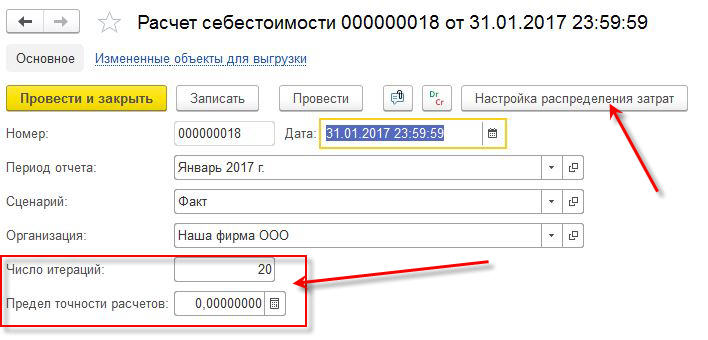 Расчет себестоимости 000000018 от 31.01.2017 23:59:59
Основное Измененные объекты для выгрузки
Провести и закрыть Записать Провести Dr Cr Настройка распределения затрат
Номер: 000000018 Дата: 31.01.2017 23:59:59
Период отчета: Январь 2017 г.
Сценарий: Факт
Организация: Наша фирма ООО
Число итераций: 20
Предел точности расчетов: 0,00000000